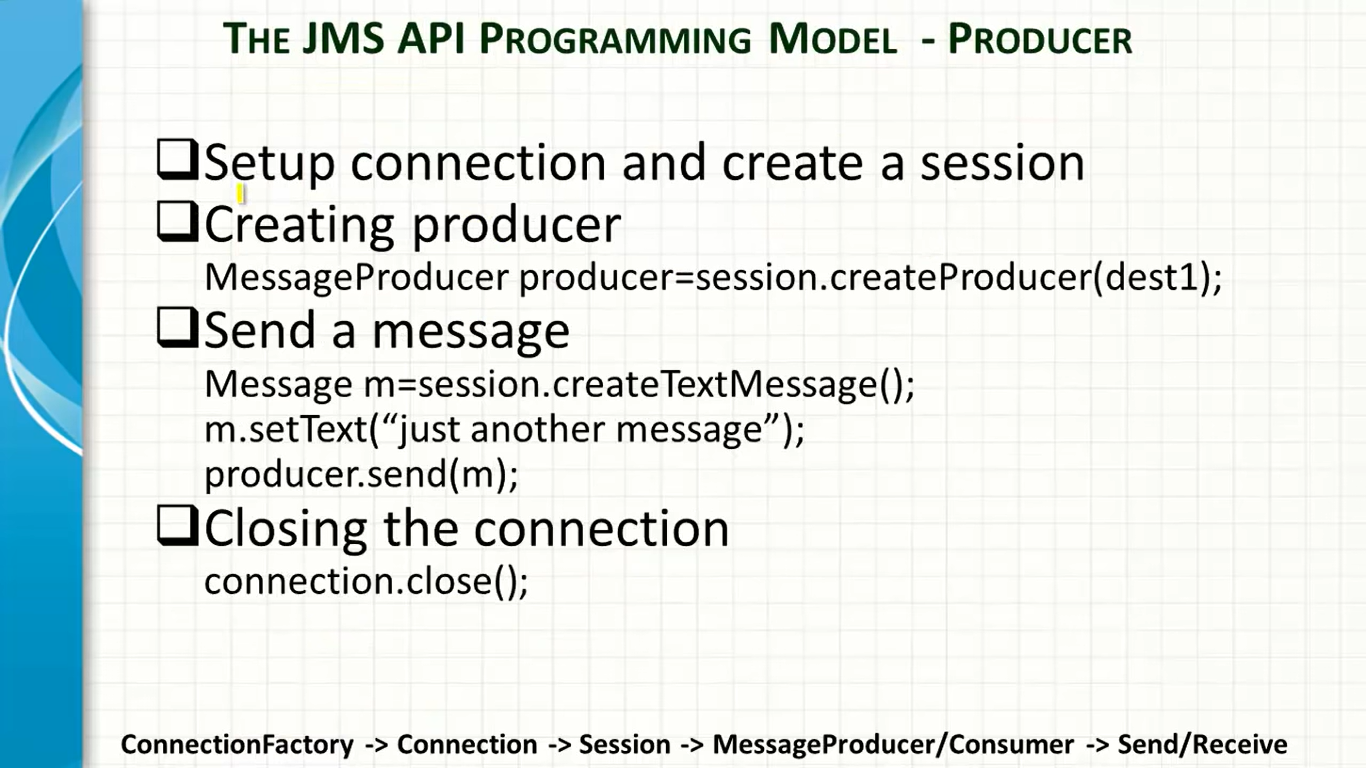 THE JMS API PROGRAMMING MODEL - PRODUCER
Setup connection and create a session
Creating producer
MessageProducer producer=session.createProducer(dest1);
Send a message
Message m=session.createTextMessage();
m.setText(“just another message”);
producer.send(m);
Closing the connection
connection.close();
ConnectionFactory -> Connection -> Session -> MessageProducer/Consumer -> Send/Receive